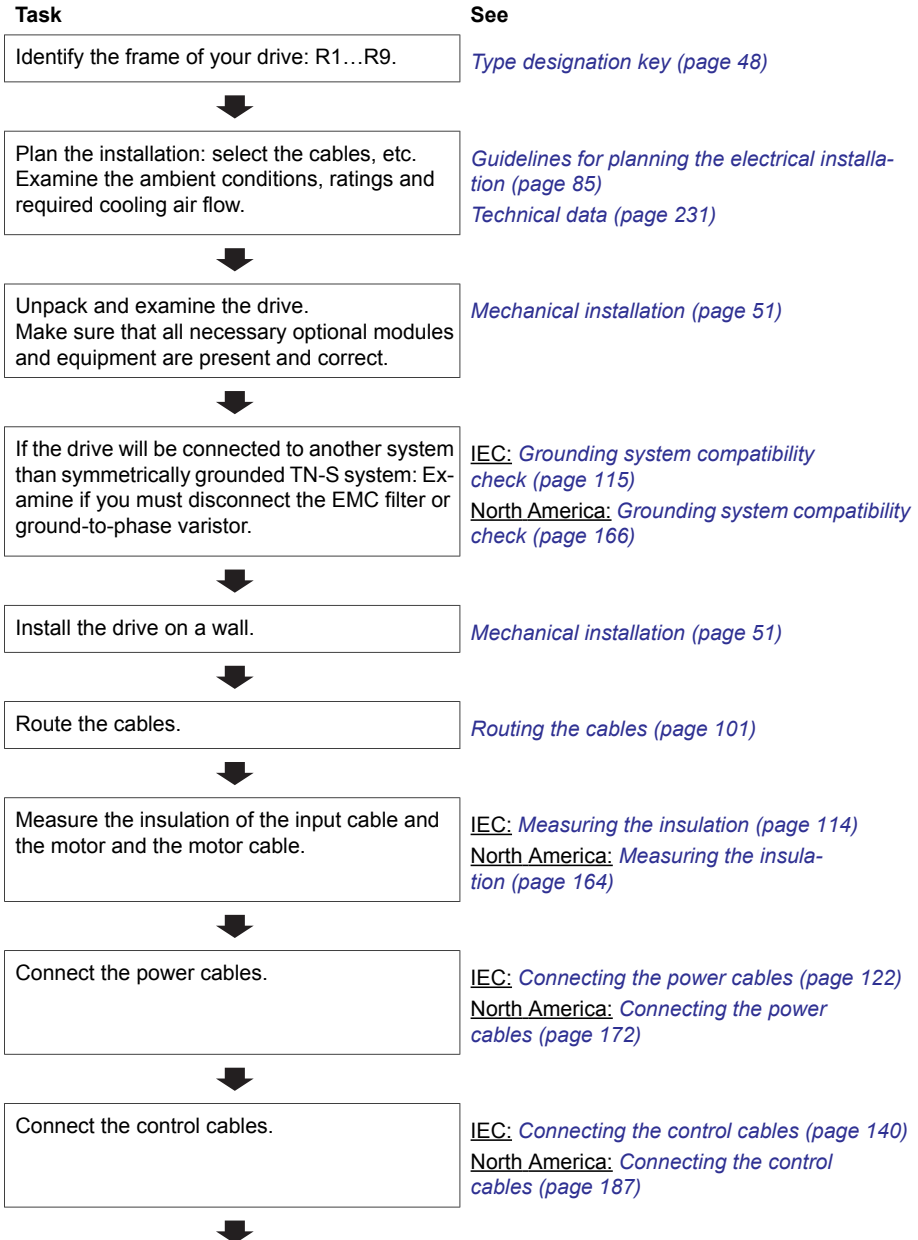 Task
See
Identify the frame of your drive: R1…R9.
Type designation key (page 48)
Plan the installation: select the cables, etc.
Examine the ambient conditions, ratings and
required cooling air flow.
Guidelines for planning the electrical installa-
tion (page 85)
Technical data (page 231)
Unpack and examine the drive.
Make sure that all necessary optional modules
and equipment are present and correct.
Mechanical installation (page 51)
If the drive will be connected to another system
than symmetrically grounded TN-S system: Ex-
amine if you must disconnect the EMC filter or
ground-to-phase varistor.
IEC: Grounding system compatibility
check (page 115)
North America: Grounding system compatibility
check (page 166)
Install the drive on a wall.
Mechanical installation (page 51)
Route the cables.
Routing the cables (page 101)
Measure the insulation of the input cable and
the motor and the motor cable.
IEC: Measuring the insulation (page 114)
North America: Measuring the insula-
tion (page 164)
Connect the power cables.
IEC: Connecting the power cables (page 122)
North America: Connecting the power
cables (page 172)
Connect the control cables.
IEC: Connecting the control cables (page 140)
North America: Connecting the control
cables (page 187)